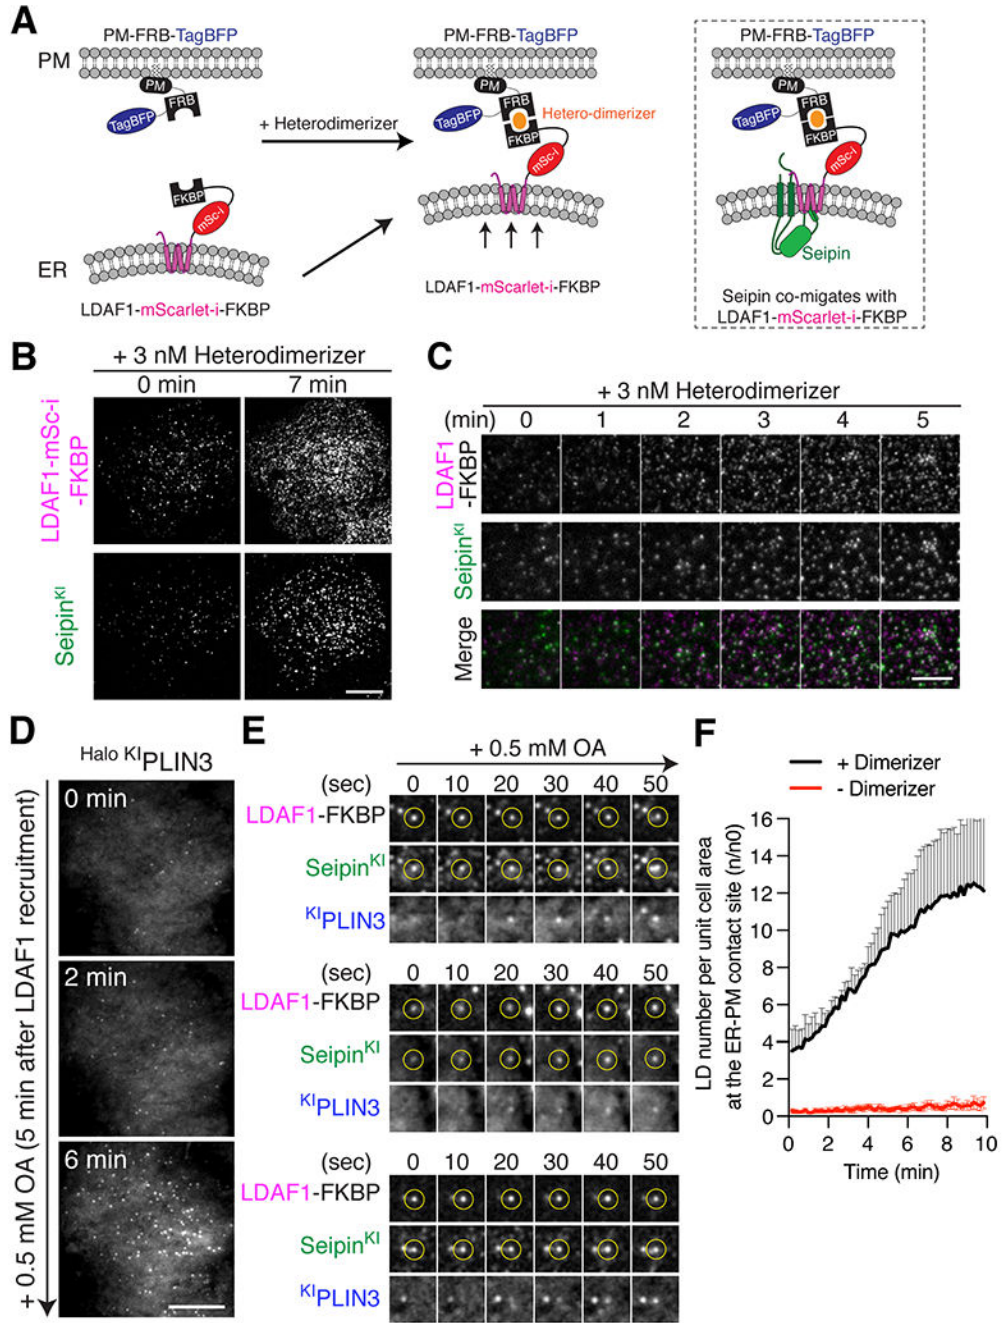 A
PM-FRB-TagBFP
PM
PM
FRB
TagBFP
+ Heterodimerizer
FKBP
mSc-i
ER
LDAF1-mScarlet-i-FKBP
PM-FRB-TagBFP
PM
FRB
TagBFP
Hetero-dimerizer
FKBP
mSc-i
LDAF1-mScarlet-i-FKBP
PM-FRB-TagBFP
PM
FRB
TagBFP
FKBP
mSc-i
Seipin
Seipin co-migrates with
LDAF1-mScarlet-i-FKBP
B
+ 3 nM Heterodimerizer
0 min 7 min
LDAF1-mSc-i
-FKBP
SeipinKI
C
+ 3 nM Heterodimerizer
(min) 0 1 2 3 4 5
LDAF1
-FKBP
SeipinKI
Merge
D
Halo KIPLIN3
+ 0.5 mM OA (5 min after LDAF1 recruitment)
0 min
2 min
6 min
E
+ 0.5 mM OA
(sec) 0 10 20 30 40 50
LDAF1-FKBP
SeipinKI
KIPLIN3
(sec) 0 10 20 30 40 50
LDAF1-FKBP
SeipinKI
KIPLIN3
(sec) 0 10 20 30 40 50
LDAF1-FKBP
SeipinKI
KIPLIN3
F
+ Dimerizer
- Dimerizer
LD number per unit cell area
at the ER-PM contact site (n/n0)
16
14
12
10
8
6
4
2
0
0 2 4 6 8 10
Time (min)